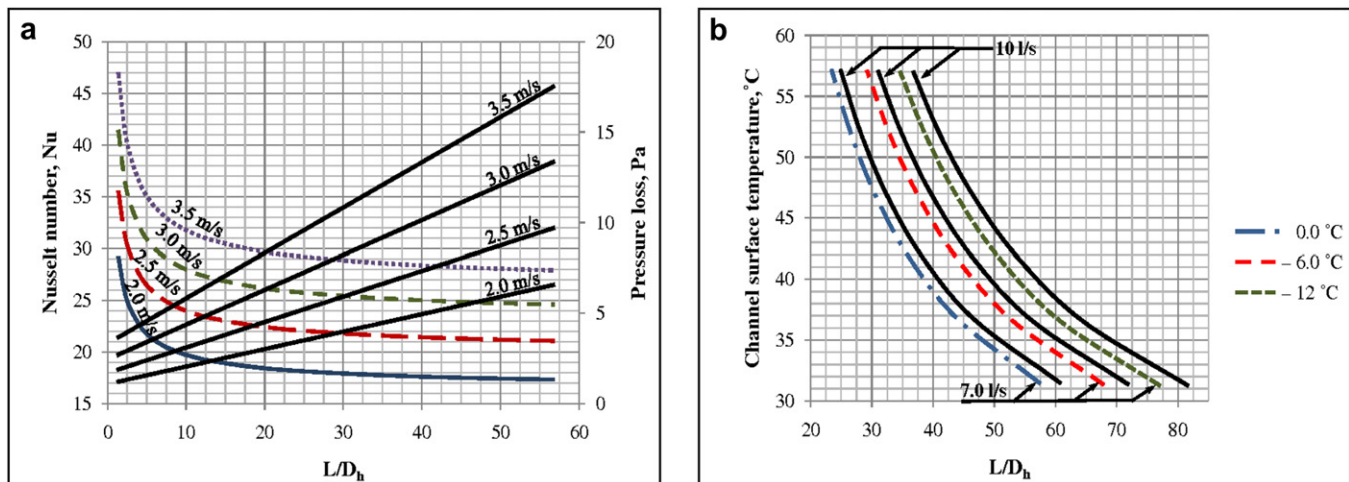 a
Nusselt number, Nu
50
45
40
35
30
25
20
15
3.5 m/s
3.0 m/s
2.5 m/s
2.0 m/s
3.5 m/s
3.0 m/s
2.5 m/s
2.0 m/s
20
15
10
5
0
Pressure loss, Pa
0
10
20
30
40
50
60
L/Dh
b
Channel surface temperature,˚C
60
55
50
45
40
35
30
10 l/s
7.0 l/s
20
30
40
50
60
70
80
L/Dh
0.0 ˚C
– 6.0 ˚C
– 12 ˚C